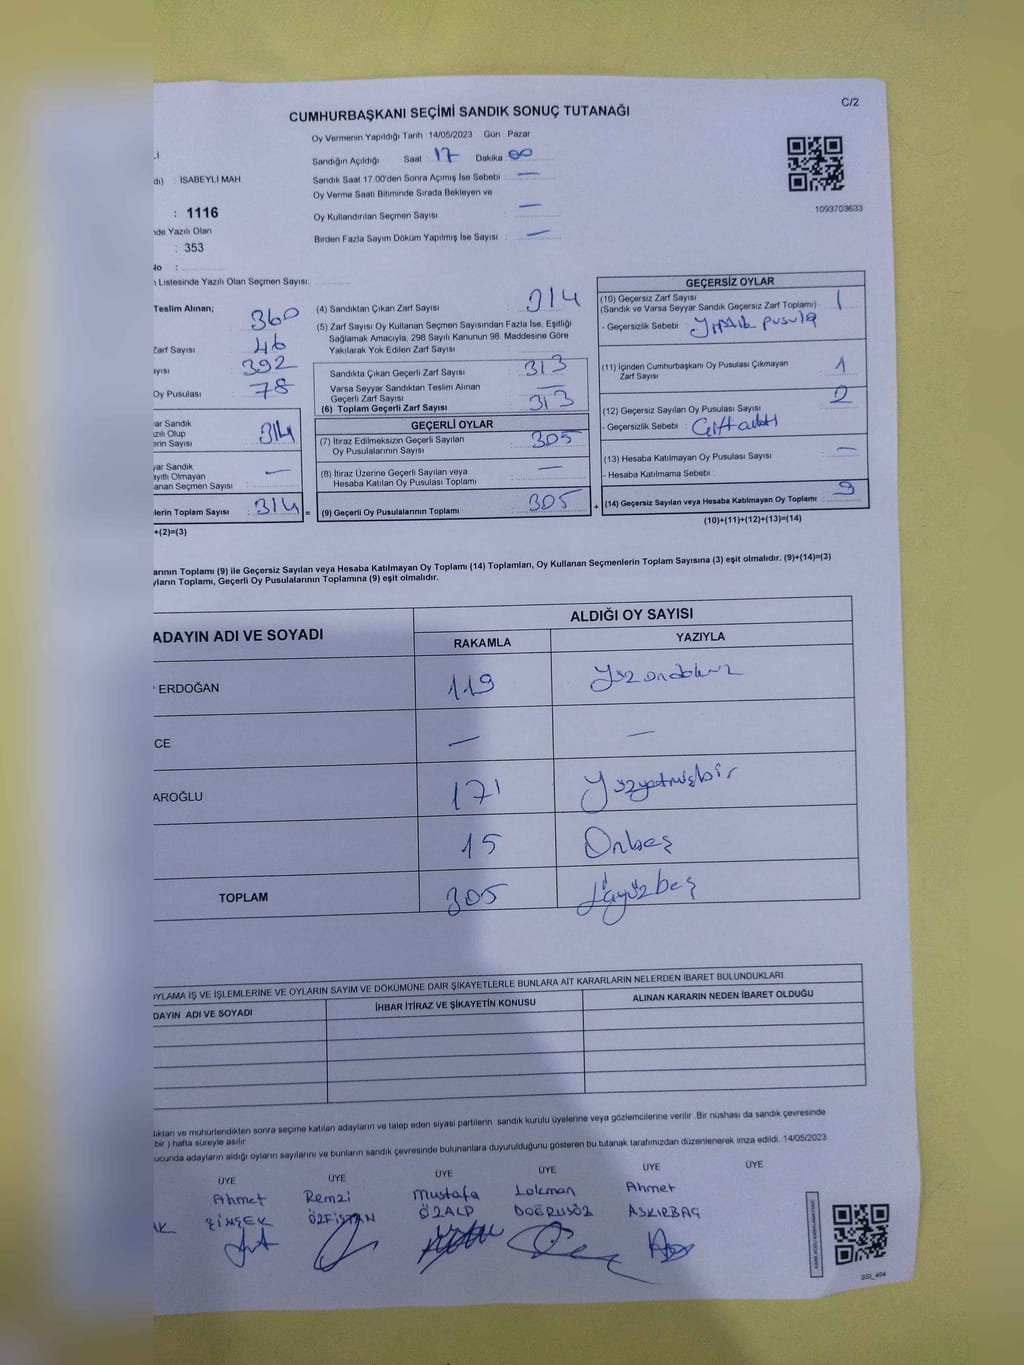 C/2
CUMHURBAŞKANI SEÇİMİ SANDIK SONUÇ TUTANAĞI
Oy Vermenin Yapıldığı Tarih : 14/05/2023 Gün : Pazar
Sandığın Açıldığı Saat 17 Dakika 00
Sandık Saat 17.00'den Sonra Açımış İse Sebebi : —
Oy Verme Saati Bitiminde Sırada Bekleyen ve
Oy Kullandırılan Seçmen Sayısı : —
Birden Fazla Sayım Döküm Yapılmış İse Sayısı : —
1093703633
Lİ
dı) : ISABEYLİ MAH
: 1116
nde Yazılı Olan
: 353
No :
n Listesinde Yazılı Olan Seçmen Sayısı:
Teslim Alınan;
360
Zarf Sayısı : 46
ayısı : 392
Oy Pusulası : 78
yar Sandık
zılı Olup
erin Sayısı : 314
yar Sandık
ayıtlı Olmayan
anan Seçmen Sayısı : —
lerin Toplam Sayısı : 314 =
+(2)=(3)
(4) Sandıktan Çıkan Zarf Sayısı : 314
(5) Zarf Sayısı Oy Kullanan Seçmen Sayısından Fazla İse, Eşitliği
Sağlamak Amacıyla, 298 Sayılı Kanunun 98. Maddesine Göre
Yakılarak Yok Edilen Zarf Sayısı :
Sandıkta Çıkan Geçerli Zarf Sayısı : 313
Varsa Seyyar Sandıktan Teslim Alınan
Geçerli Zarf Sayısı : —
(6) Toplam Geçerli Zarf Sayısı : 313
GEÇERLİ OYLAR
(7) İtiraz Edilmeksizin Geçerli Sayılan
Oy Pusulalarının Sayısı : 305
(8) İtiraz Üzerine Geçerli Sayılan veya
Hesaba Katılan Oy Pusulası Toplamı : —
(9) Geçerli Oy Pusulalarının Toplamı : 305 +
GEÇERSİZ OYLAR
(10) Geçersiz Zarf Sayısı
(Sandık ve Varsa Seyyar Sandık Geçersiz Zarf Toplamı) : 1
- Geçersizlik Sebebi : Yırtık pusula
(11) İçinden Cumhurbaşkanı Oy Pusulası Çıkmayan
Zarf Sayısı : 1
(12) Geçersiz Sayılan Oy Pusulası Sayısı : 2
- Geçersizlik Sebebi :
(13) Hesaba Katılmayan Oy Pusulası Sayısı : —
- Hesaba Katılmama Sebebi :
(14) Geçersiz Sayılan veya Hesaba Katılmayan Oy Toplamı : 9
(10)+(11)+(12)+(13)=(14)
arının Toplamı (9) ile Geçersiz Sayılan veya Hesaba Katılmayan Oy Toplamı (14) Toplamları, Oy Kullanan Seçmenlerin Toplam Sayısına (3) eşit olmalıdır. (9)+(14)=(3)
yların Toplamı, Geçerli Oy Pusulalarının Toplamına (9) eşit olmalıdır.
ADAYIN ADI VE SOYADI
ALDIĞI OY SAYISI
RAKAMLA YAZIYLA
ERDOĞAN 119 Yüzondokuz
CE — —
AROĞLU 171 Yüzyetmişbir
15 Onbeş
TOPLAM 305 Üçyüzbeş
OYLAMA İŞ VE İŞLEMLERİNE VE OYLARIN SAYIM VE DÖKÜMÜNE DAİR ŞİKAYETLERLE BUNLARA AİT KARARLARIN NELERDEN İBARET BULUNDUKLARI
DAYIN ADI VE SOYADI İHBAR İTİRAZ VE ŞİKAYETİN KONUSU ALINAN KARARIN NEDEN İBARET OLDUĞU
dıktan ve mühürlendikten sonra seçime katılan adayların ve talep eden siyasi partilerin sandık kurulu üyelerine veya gözlemcilerine verilir. Bir nüshası da sandık çevresinde
bir ) hafta süreyle asılır.
ucunda adayların aldığı oyların sayılarını ve bunların sandık çevresinde bulunanlara duyurulduğunu gösteren bu tutanak tarafımızdan düzenlenerek imza edildi. 14/05/2023
ÜYE ÜYE ÜYE ÜYE ÜYE ÜYE
Ahmet Remzi Mustafa Lokman Ahmet
AK ÇİNÇEK ÖZFİSTAN ÖZALP DOĞRUSÖZ ASKIRBAĞ
SSI_404